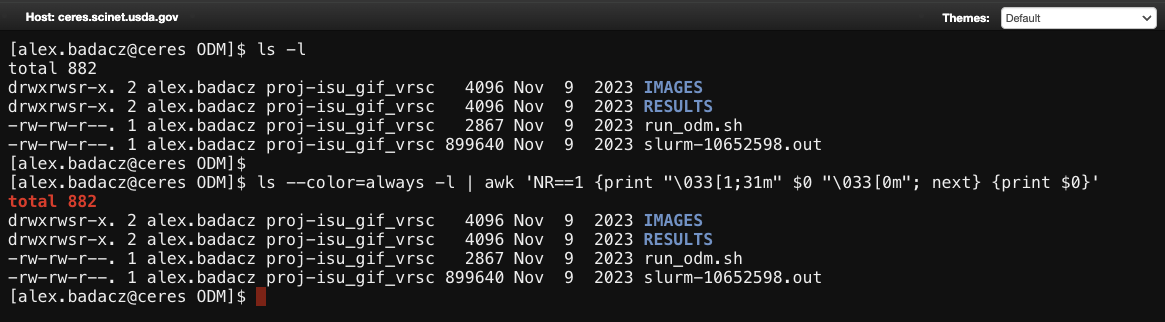 Host: ceres.scinet.usda.gov
Themes: Default
[alex.badacz@ceres ODM]$ ls -l
total 882
drwxrwsr-x. 2 alex.badacz proj-isu_gif_vrsc   4096 Nov  9  2023 IMAGES
drwxrwsr-x. 2 alex.badacz proj-isu_gif_vrsc   4096 Nov  9  2023 RESULTS
-rw-rw-r--. 1 alex.badacz proj-isu_gif_vrsc   2867 Nov  9  2023 run_odm.sh
-rw-rw-r--. 1 alex.badacz proj-isu_gif_vrsc 899640 Nov  9  2023 slurm-10652598.out
[alex.badacz@ceres ODM]$
[alex.badacz@ceres ODM]$ ls --color=always -l | awk 'NR==1 {print "\033[1;31m" $0 "\033[0m"; next} {print $0}'
total 882
drwxrwsr-x. 2 alex.badacz proj-isu_gif_vrsc   4096 Nov  9  2023 IMAGES
drwxrwsr-x. 2 alex.badacz proj-isu_gif_vrsc   4096 Nov  9  2023 RESULTS
-rw-rw-r--. 1 alex.badacz proj-isu_gif_vrsc   2867 Nov  9  2023 run_odm.sh
-rw-rw-r--. 1 alex.badacz proj-isu_gif_vrsc 899640 Nov  9  2023 slurm-10652598.out
[alex.badacz@ceres ODM]$